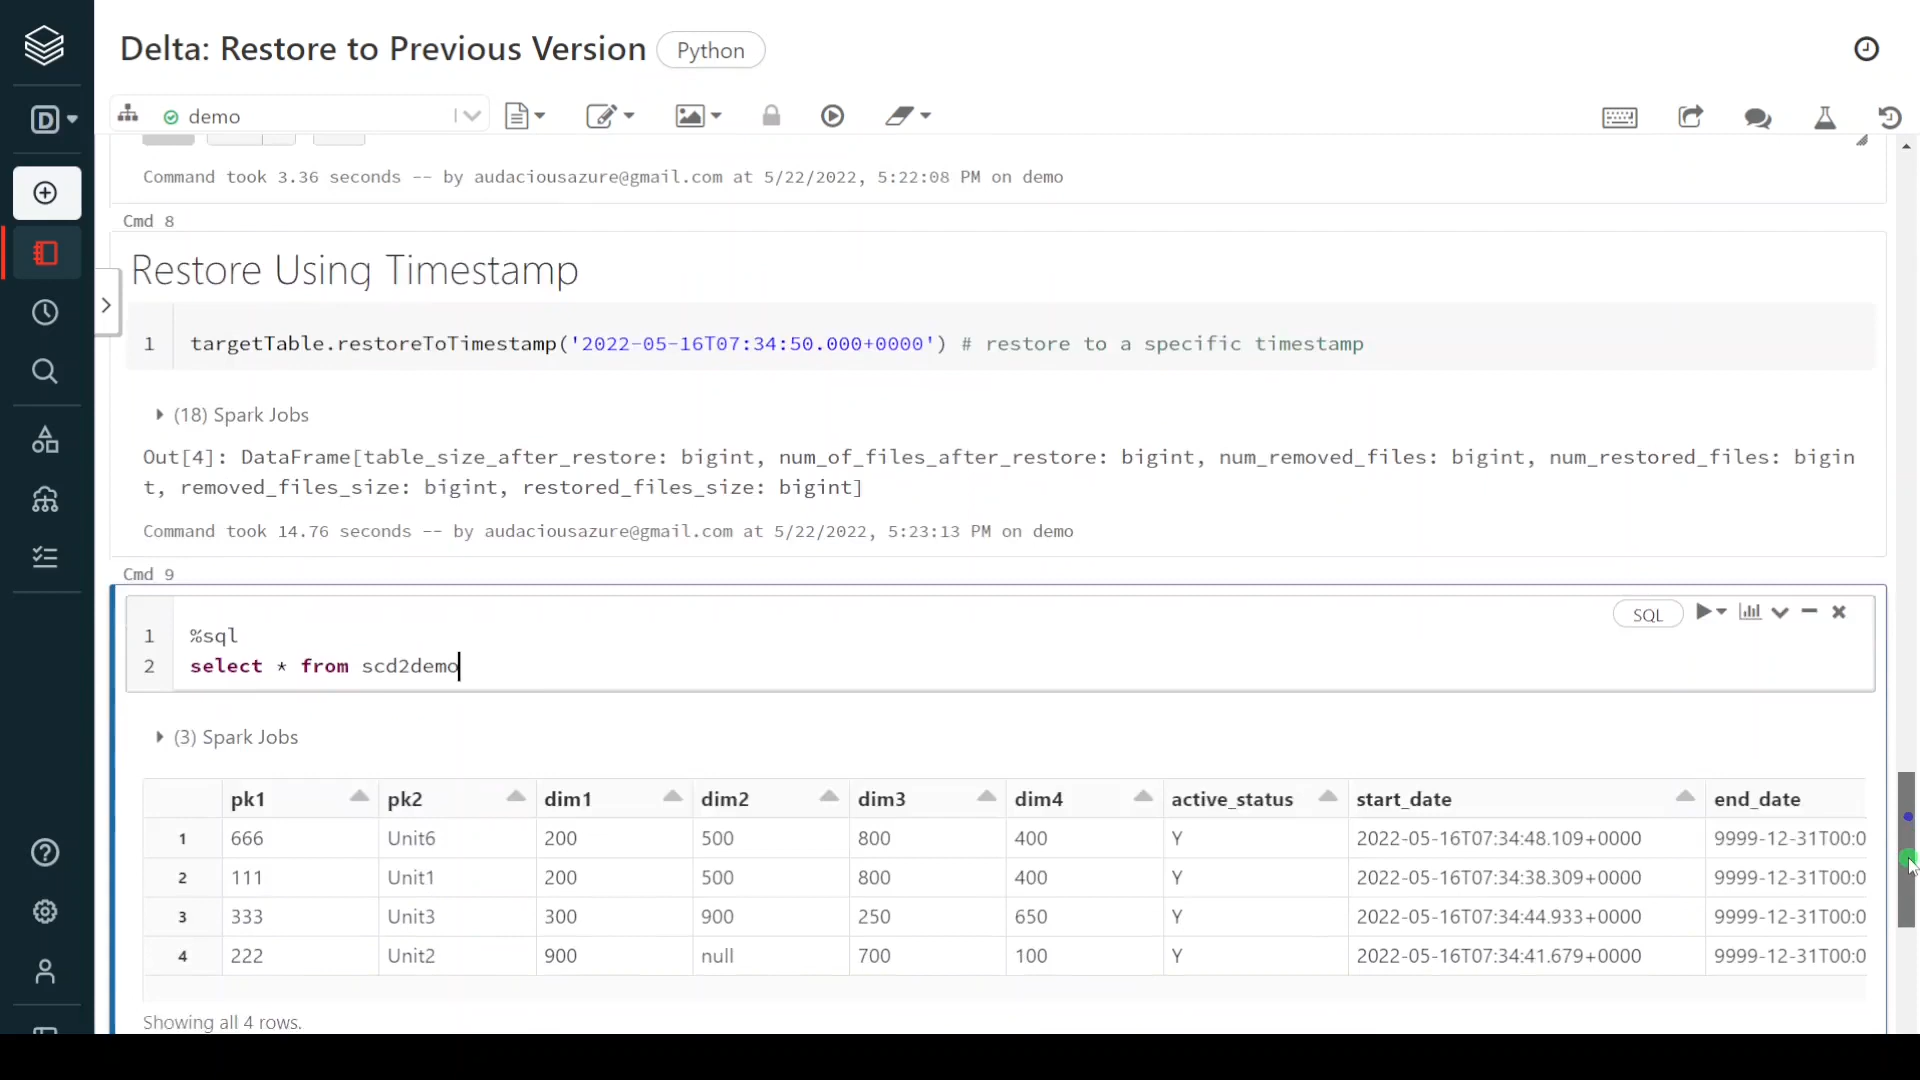 Delta: Restore to Previous Version Python
demo
Command took 3.36 seconds -- by audaciousazure@gmail.com at 5/22/2022, 5:22:08 PM on demo
Cmd 8
Restore Using Timestamp
1 targetTable.restoreToTimestamp('2022-05-16T07:34:50.000+0000') # restore to a specific timestamp
(18) Spark Jobs
Out[4]: DataFrame[table_size_after_restore: bigint, num_of_files_after_restore: bigint, num_removed_files: bigint, num_restored_files: bigin
t, removed_files_size: bigint, restored_files_size: bigint]
Command took 14.76 seconds -- by audaciousazure@gmail.com at 5/22/2022, 5:23:13 PM on demo
Cmd 9
SQL
1 %sql
2 select * from scd2demo
(3) Spark Jobs
pk1 pk2 dim1 dim2 dim3 dim4 active_status start_date end_date
1 666 Unit6 200 500 800 400 Y 2022-05-16T07:34:48.109+0000 9999-12-31T00:0
2 111 Unit1 200 500 800 400 Y 2022-05-16T07:34:38.309+0000 9999-12-31T00:0
3 333 Unit3 300 900 250 650 Y 2022-05-16T07:34:44.933+0000 9999-12-31T00:0
4 222 Unit2 900 null 700 100 Y 2022-05-16T07:34:41.679+0000 9999-12-31T00:0
Showing all 4 rows.